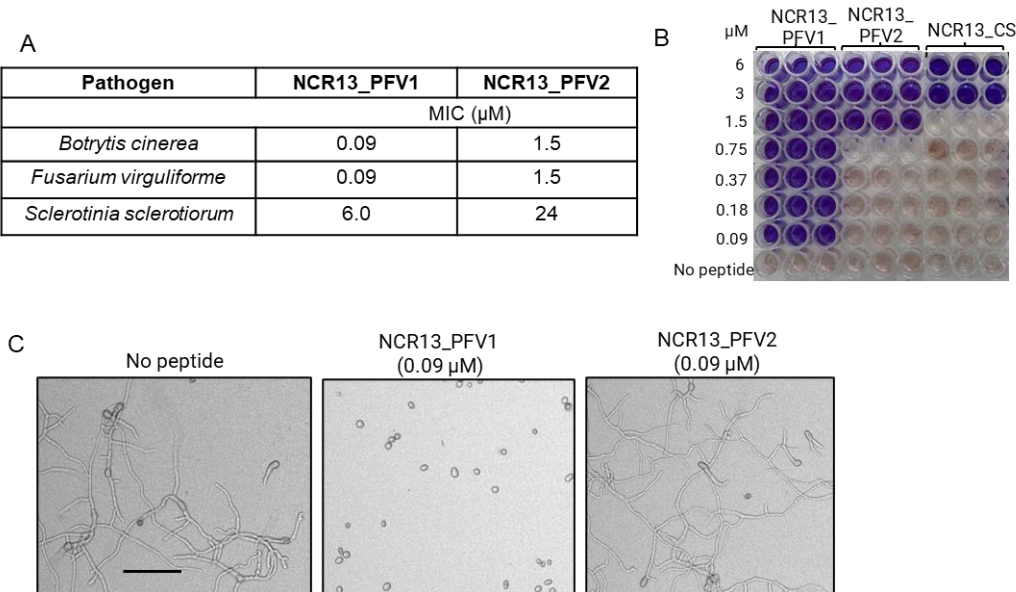 A
Pathogen NCR13_PFV1 NCR13_PFV2
MIC (µM)
Botrytis cinerea 0.09 1.5
Fusarium virguliforme 0.09 1.5
Sclerotinia sclerotiorum 6.0 24
B
µM
NCR13_
PFV1
NCR13_
PFV2
NCR13_CS
6
3
1.5
0.75
0.37
0.18
0.09
No peptide
C
No peptide
NCR13_PFV1
(0.09 µM)
NCR13_PFV2
(0.09 µM)